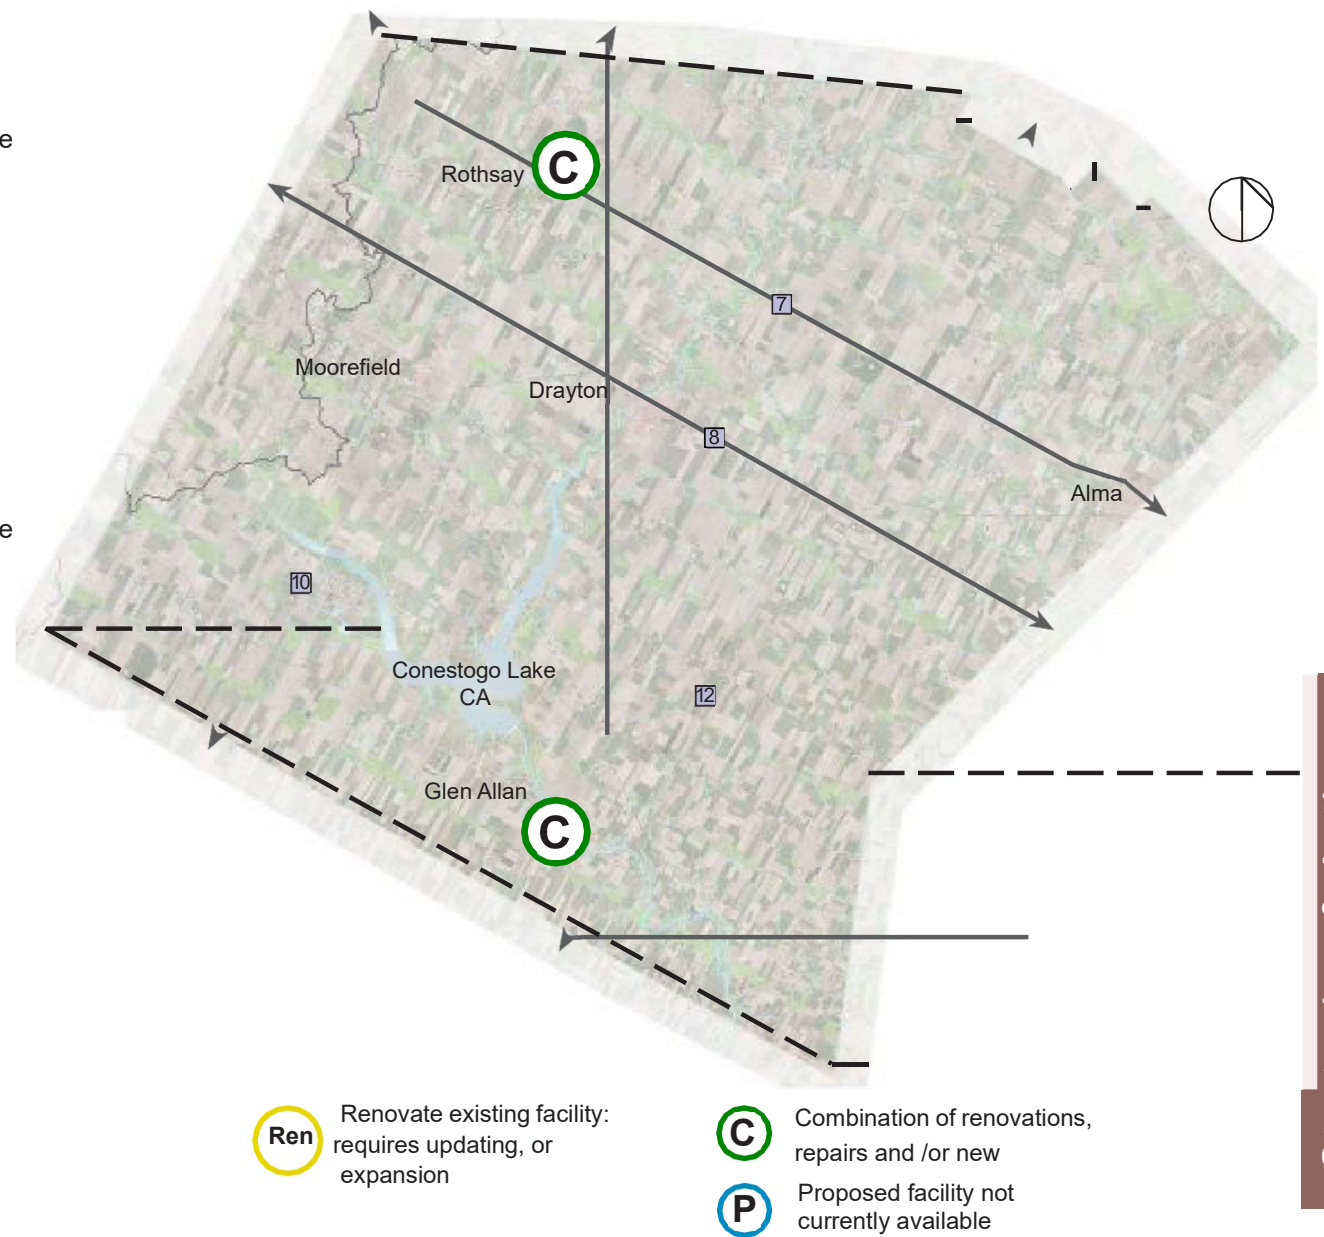 e
Rothsay
C
7
Moorefield
Drayton
8
Alma
e
10
Conestogo Lake
CA
12
Glen Allan
C
Ren
Renovate existing facility:
requires updating, or
expansion
C
Combination of renovations,
repairs and /or new
P
Proposed facility not
currently available